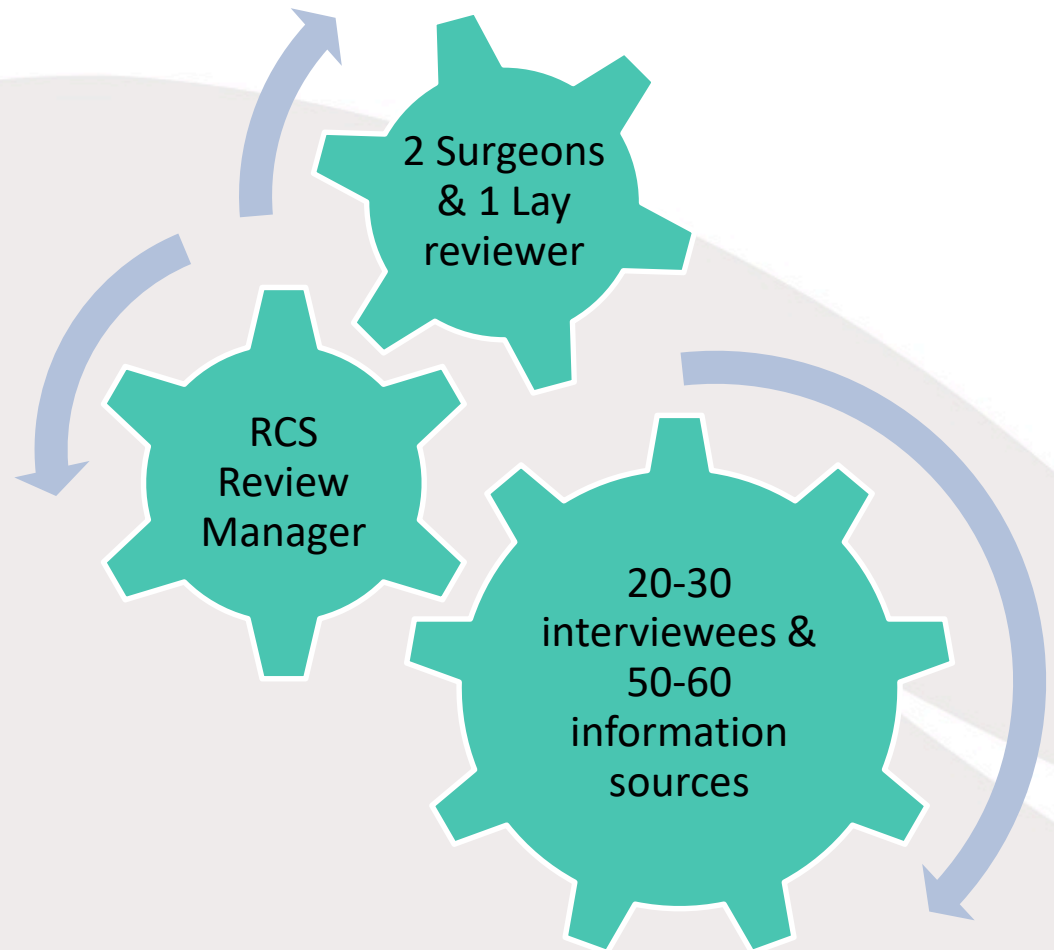 2 Surgeons
& 1 Lay
reviewer
RCS
Review
Manager
20-30
interviewees &
50-60
information
sources